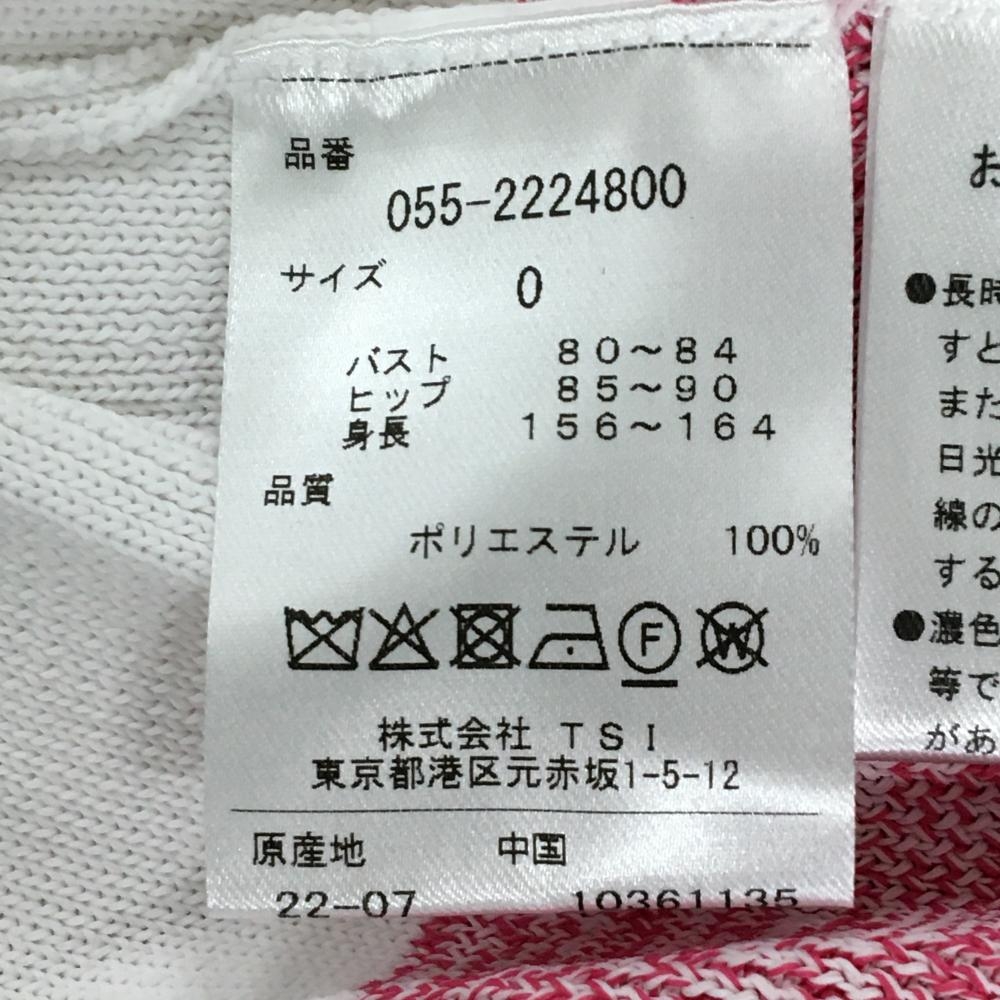 品番
055-2224800
サイズ 0
バスト 80〜84
ヒップ 85〜90
身長 156〜164
品質
ポリエステル 100%
F W
株式会社 TSI
東京都港区元赤坂1-5-12
原産地 中国
22-07 10361135
お
●長時
すと
また
日光
線の
する
●濃色
等で
があ